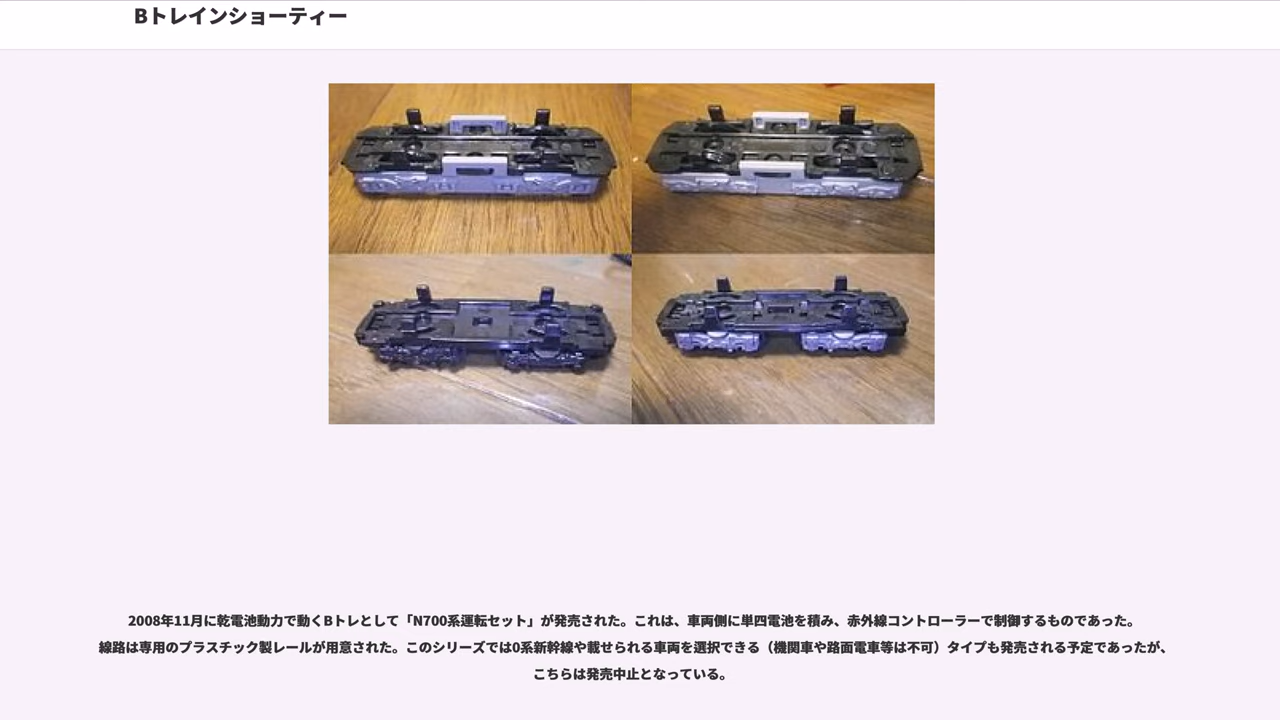 Bトレインショーティー
2008年11月に乾電池動力で動くBトレとして「N700系運転セット」が発売された。これは、車両側に単四電池を積み、赤外線コントローラーで制御するものであった。
線路は専用のプラスチック製レールが用意された。このシリーズでは0系新幹線や載せられる車両を選択できる（機関車や路面電車等は不可）タイプも発売される予定であったが、
こちらは発売中止となっている。